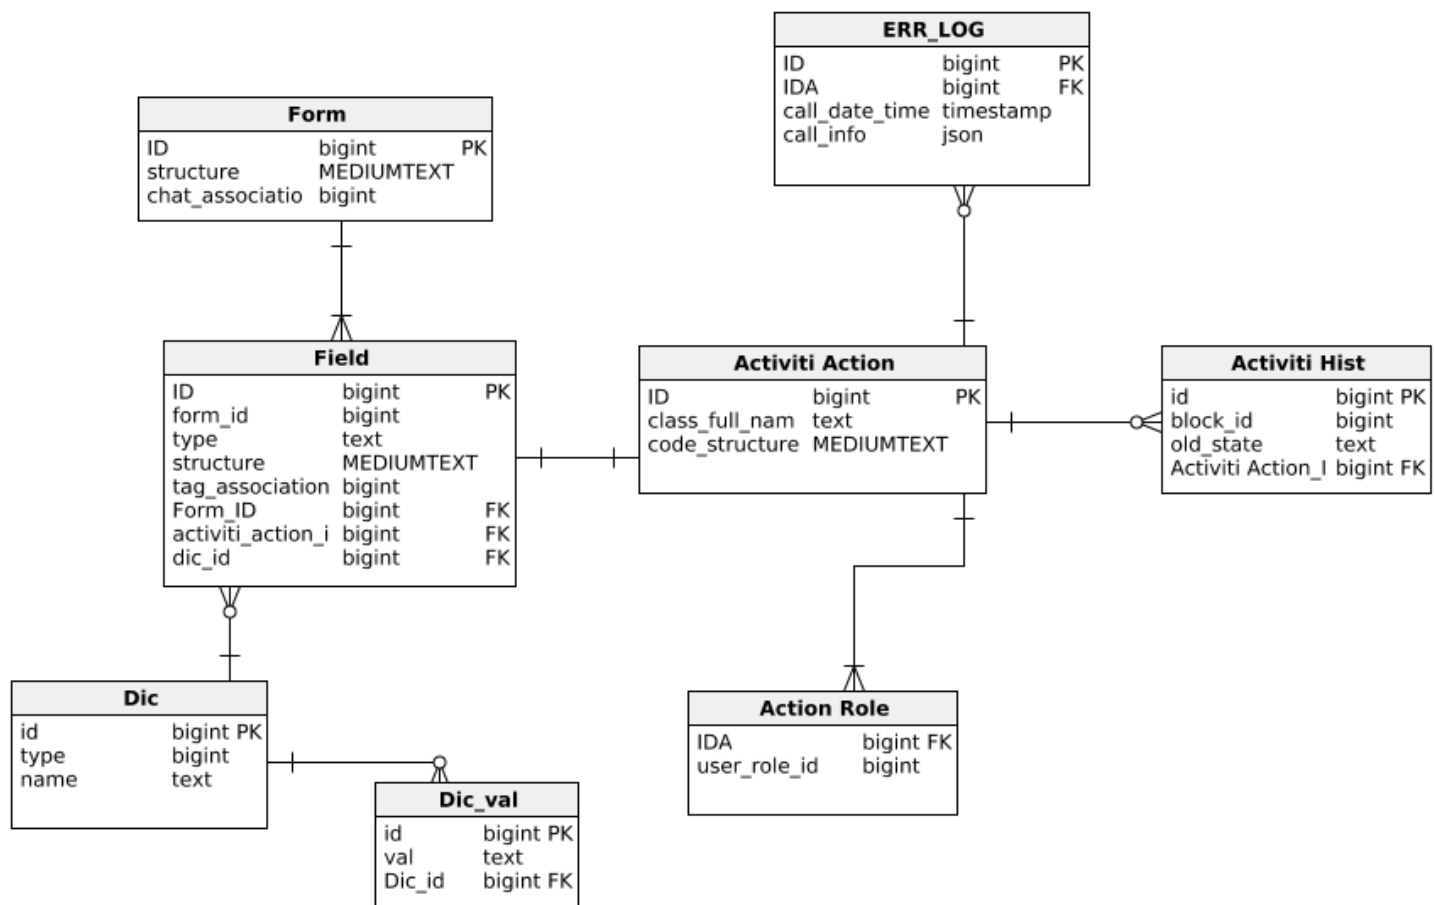 ERR_LOG
ID bigint PK
IDA bigint FK
call_date_time timestamp
call_info json
Form
ID bigint PK
structure MEDIUMTEXT
chat_associatio bigint
Field
ID bigint PK
form_id bigint
type text
structure MEDIUMTEXT
tag_association bigint
Form_ID bigint FK
activiti_action_i bigint FK
dic_id bigint FK
Activiti Action
ID bigint PK
class_full_nam text
code_structure MEDIUMTEXT
Activiti Hist
id bigint PK
block_id bigint
old_state text
Activiti Action_I bigint FK
Dic
id bigint PK
type bigint
name text
Action Role
IDA bigint FK
user_role_id bigint
Dic_val
id bigint PK
val text
Dic_id bigint FK